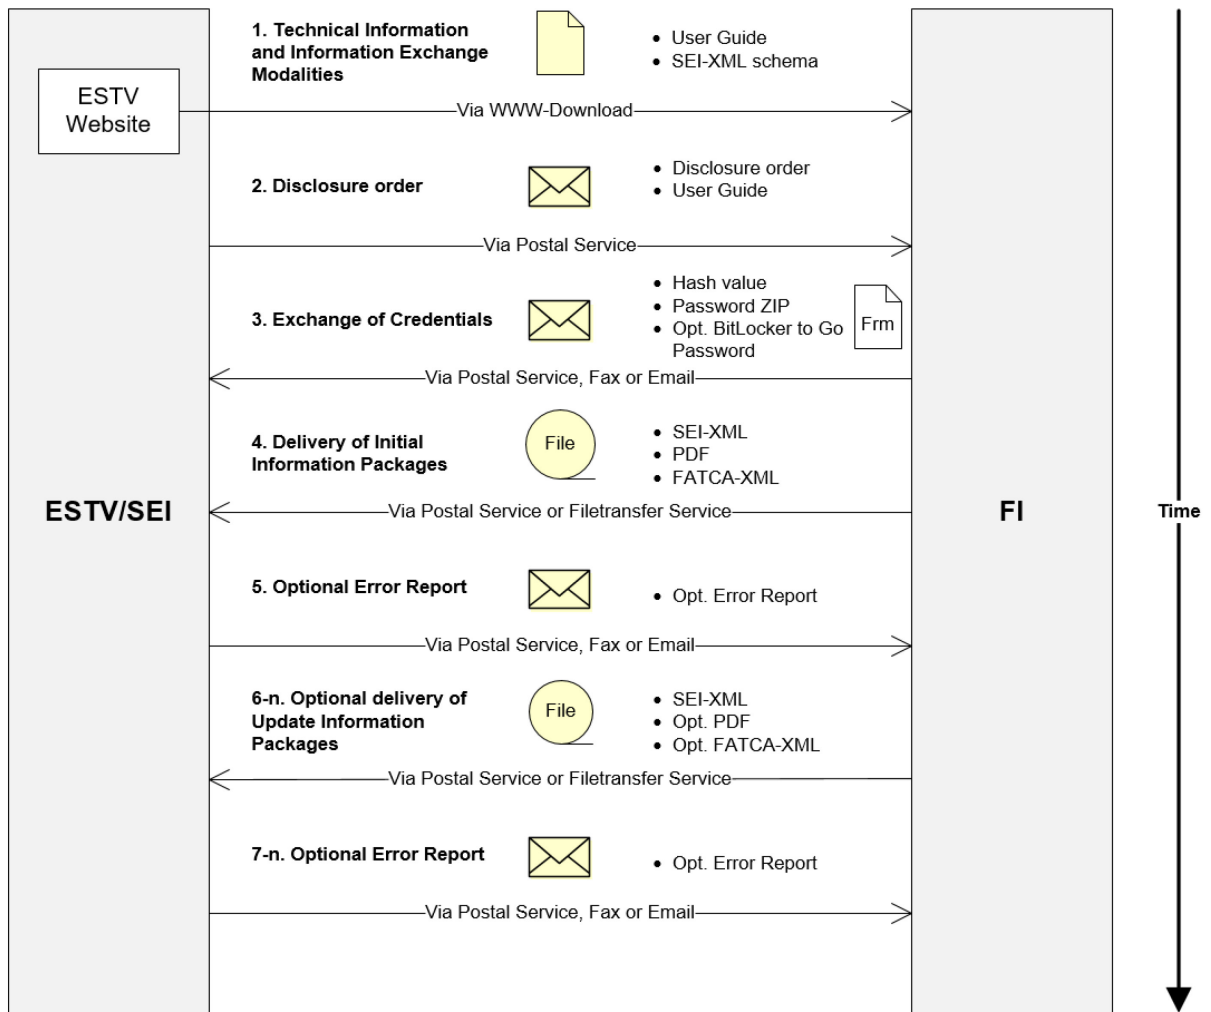 1. Technical Information
and Information Exchange
Modalities
• User Guide
• SEI-XML schema
ESTV
Website
Via WWW-Download
2. Disclosure order
• Disclosure order
• User Guide
Via Postal Service
3. Exchange of Credentials
• Hash value
• Password ZIP
• Opt. BitLocker to Go
Password
Frm
Via Postal Service, Fax or Email
4. Delivery of Initial
Information Packages
File
• SEI-XML
• PDF
• FATCA-XML
ESTV/SEI
Via Postal Service or Filetransfer Service
FI
Time
5. Optional Error Report
• Opt. Error Report
Via Postal Service, Fax or Email
6-n. Optional delivery of
Update Information
Packages
File
• SEI-XML
• Opt. PDF
• Opt. FATCA-XML
Via Postal Service or Filetransfer Service
7-n. Optional Error Report
• Opt. Error Report
Via Postal Service, Fax or Email